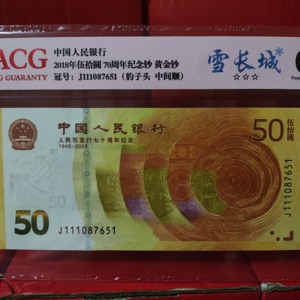 ACG
NG GUARANTY
中国人民银行
2018年伍拾圆 70周年纪念钞 黄金钞
冠号：J111087651（豹子头 中间顺）
雪长城
中国人民银行
人民币发行七十周年纪念
1948-2018
50
伍拾圆
50
J111087651
J111087651